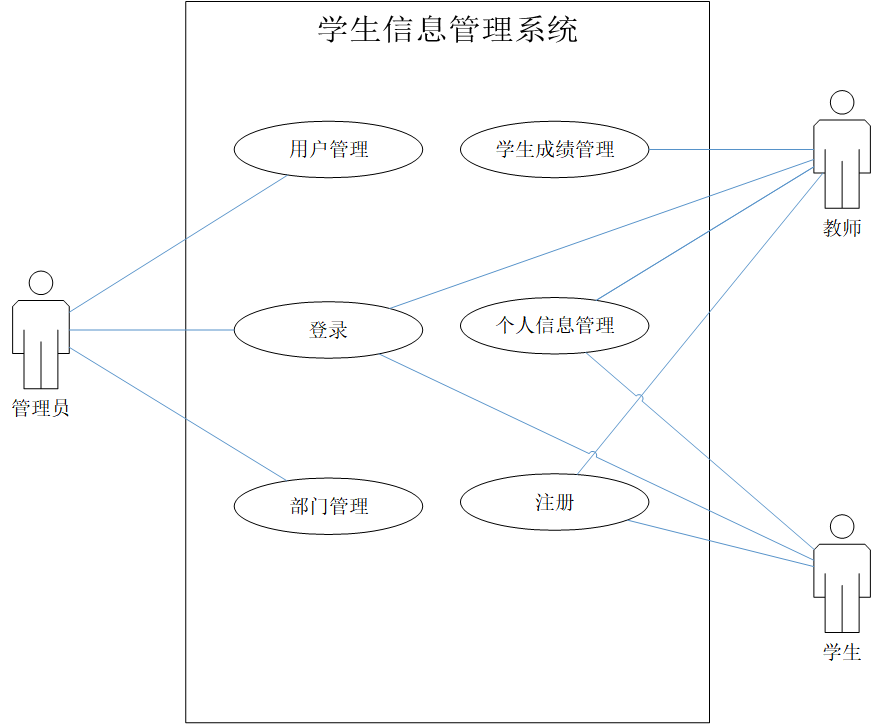 学生信息管理系统
用户管理
学生成绩管理
教师
登录
个人信息管理
管理员
部门管理
注册
学生